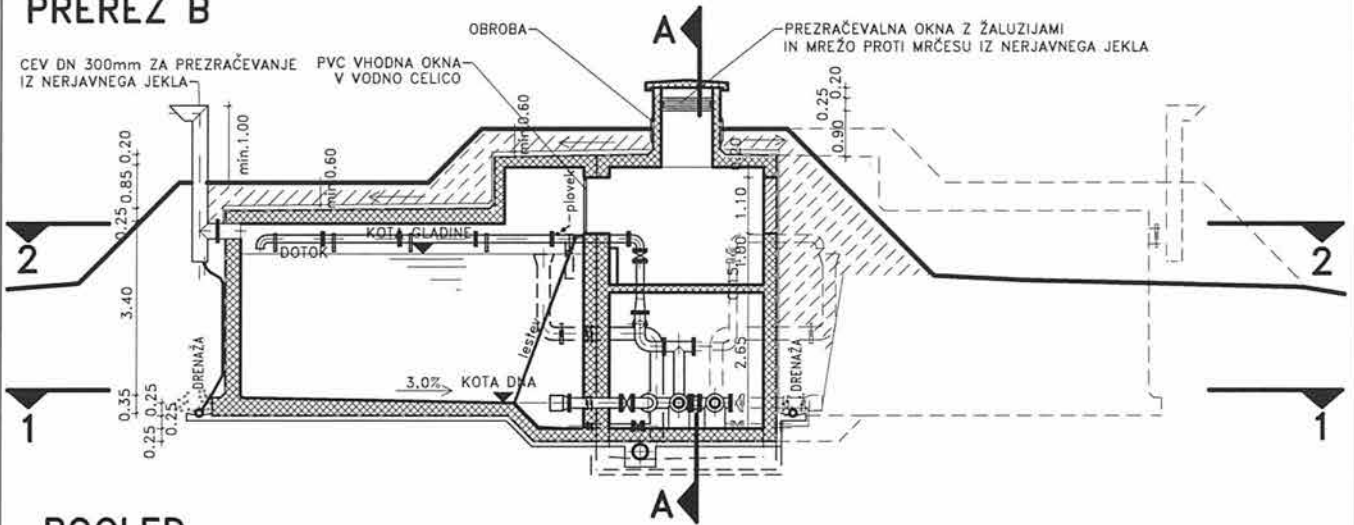 PREREZ B
OBROBA
A
PREZRAČEVALNA OKNA Z ŽALUZIJAMI
IN MREŽO PROTI MRČESU IZ NERJAVNEGA JEKLA
CEV DN 300mm ZA PREZRAČEVANJE
IZ NERJAVNEGA JEKLA
PVC VHODNA OKNA
V VODNO CELICO
min.1.00
min.0.60
min.0.60
0.20
0.25
0.90
0.20
0.20
0.85
0.25
3.40
0.35
0.25
0.25
0.25
plovek
1.10
1.00
2.65
2
KOTA GLADINE
DOTOK
2
lestev
DRENAŽA
3.0%
KOTA DNA
DRENAŽA
1
1
A
POGLED